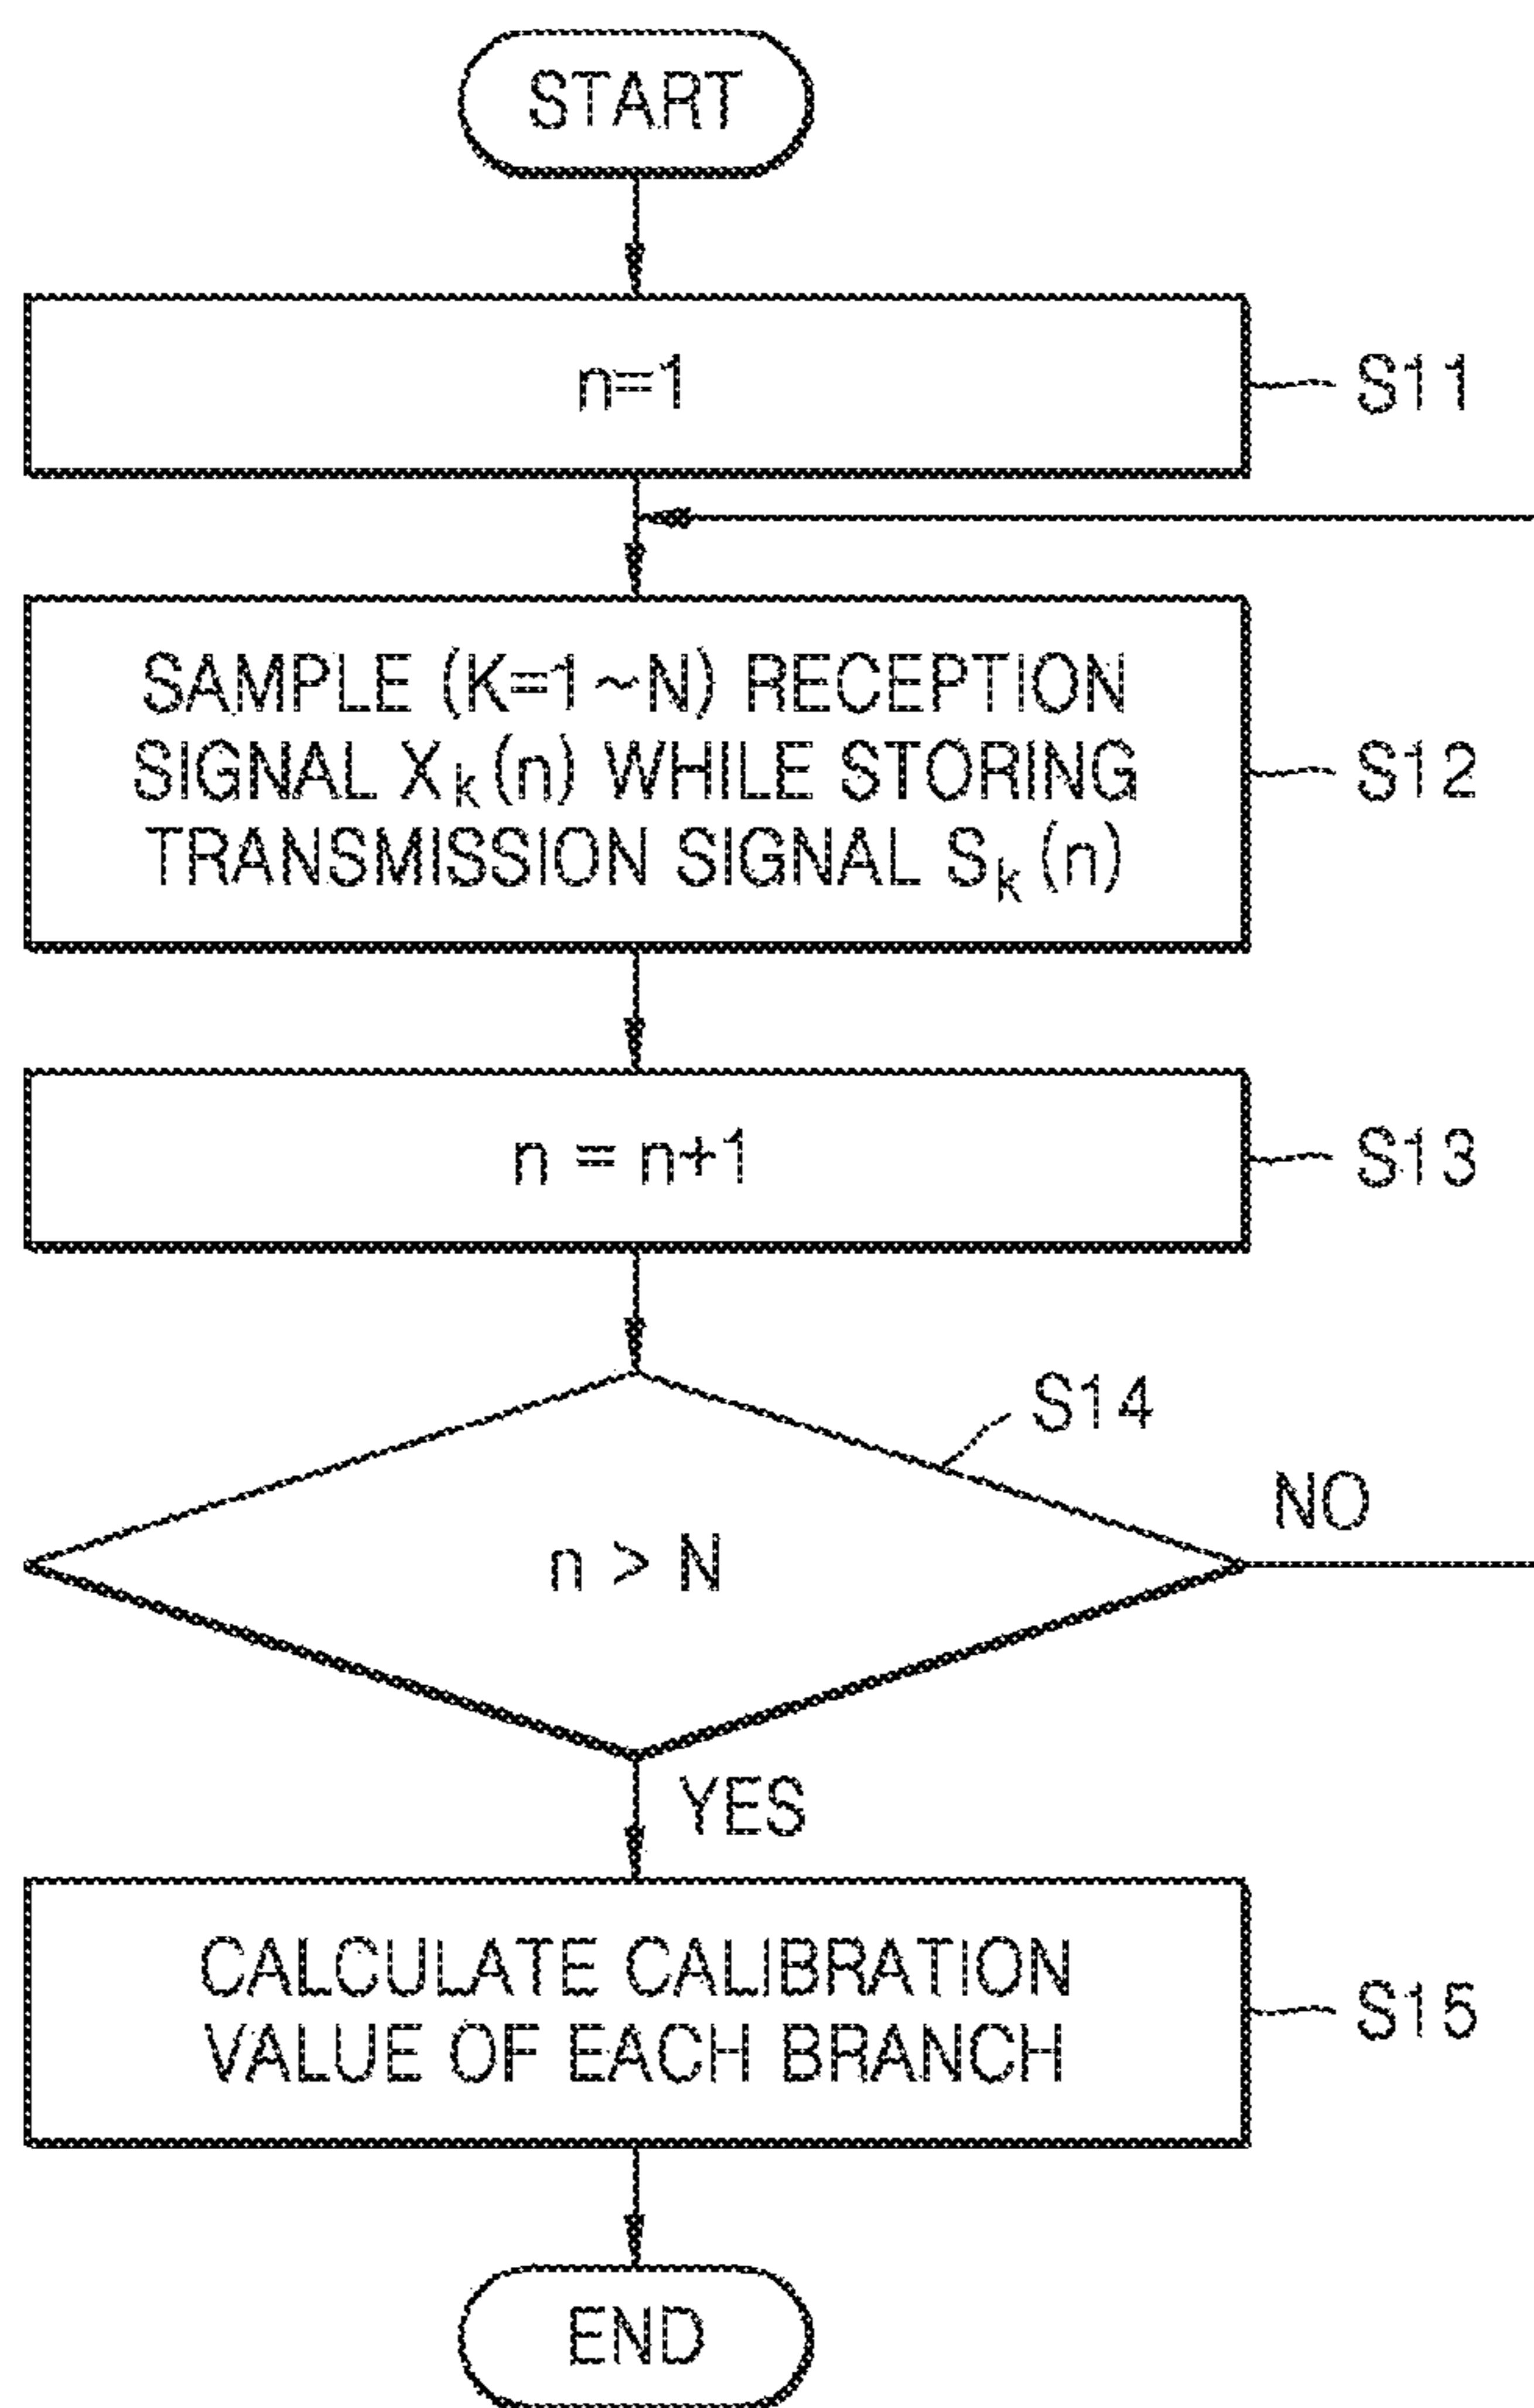 START
n=1
S11
SAMPLE (K=1~N) RECEPTION
SIGNAL Xk(n) WHILE STORING
TRANSMISSION SIGNAL Sk(n)
S12
n = n+1
S13
S14
n > N
NO
YES
CALCULATE CALIBRATION
VALUE OF EACH BRANCH
S15
END